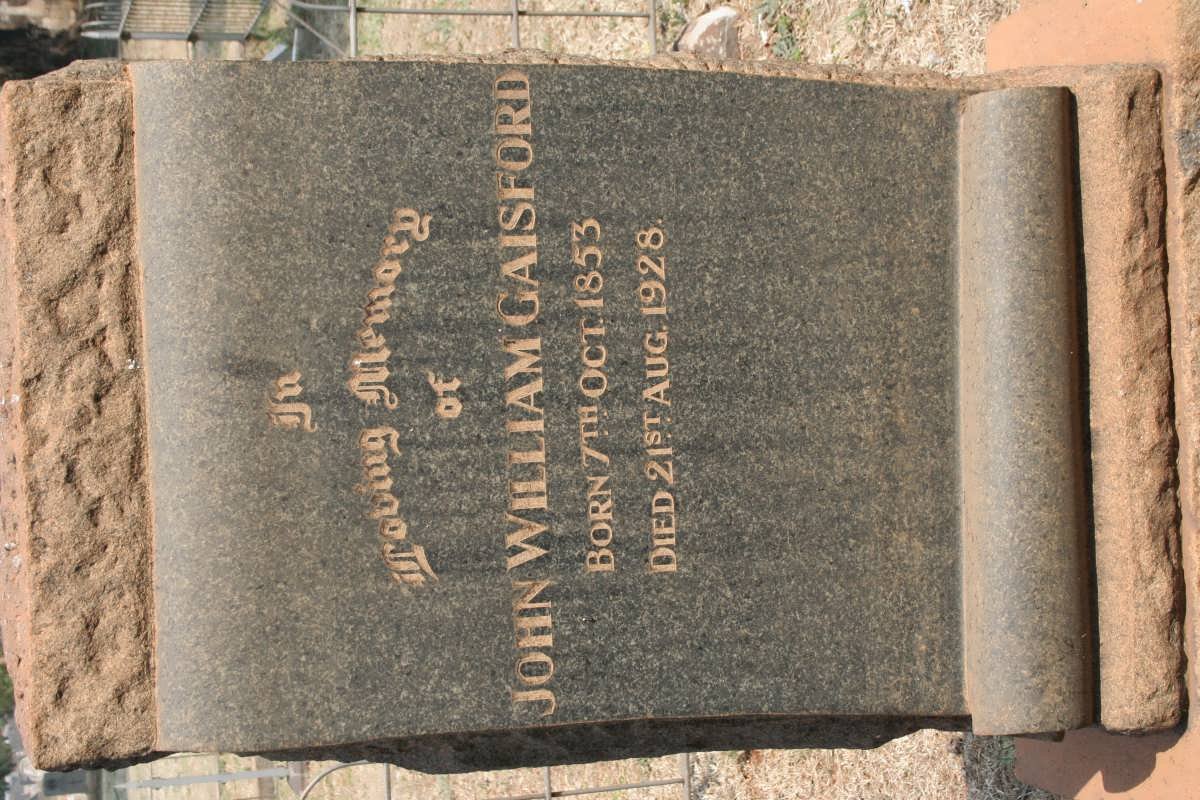 In
Loving Memory
of
JOHN WILLIAM GAISFORD
BORN 7TH OCT. 1853
DIED 21ST AUG. 1928.